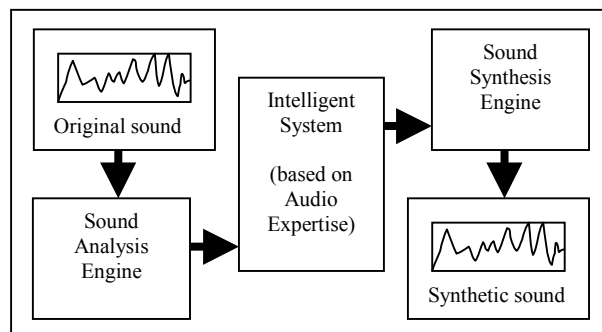 Original sound
Sound
Analysis
Engine
Intelligent
System
(based on
Audio
Expertise)
Sound
Synthesis
Engine
Synthetic sound